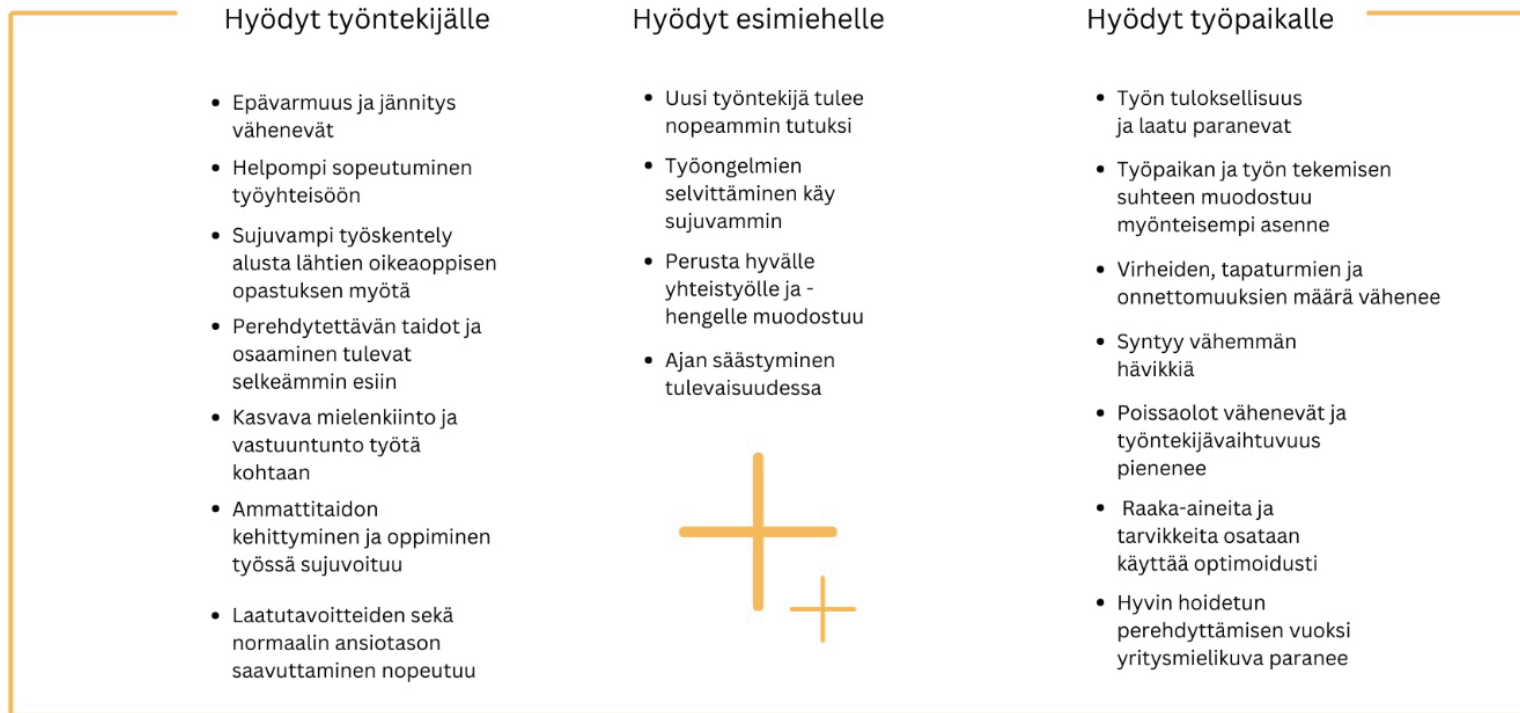 Hyödyt työntekijälle
• Epävarmuus ja jännitys
vähenevät
• Helpompi sopeutuminen
työyhteisöön
• Sujuvampi työskentely
alusta lähtien oikeaoppisen
opastuksen myötä
• Perehdytettävän taidot ja
osaaminen tulevat
selkeämmin esiin
• Kasvava mielenkiinto ja
vastuuntunto työtä
kohtaan
• Ammattitaidon
kehittyminen ja oppiminen
työssä sujuvoituu
• Laatutavoitteiden sekä
normaalin ansiotason
saavuttaminen nopeutuu
Hyödyt esimiehelle
• Uusi työntekijä tulee
nopeammin tutuksi
• Työongelmien
selvittäminen käy
sujuvammin
• Perusta hyvälle
yhteistyölle ja -
hengelle muodostuu
• Ajan säästyminen
tulevaisuudessa
Hyödyt työpaikalle
• Työn tuloksellisuus
ja laatu paranevat
• Työpaikan ja työn tekemisen
suhteen muodostuu
myönteisempi asenne
• Virheiden, tapaturmien ja
onnettomuuksien määrä vähenee
• Syntyy vähemmän
hävikkiä
• Poissaolot vähenevät ja
työntekijävaihtuvuus
pienenee
• Raaka-aineita ja
tarvikkeita osataan
käyttää optimoidusti
• Hyvin hoidetun
perehdyttämisen vuoksi
yritysmielikuva paranee